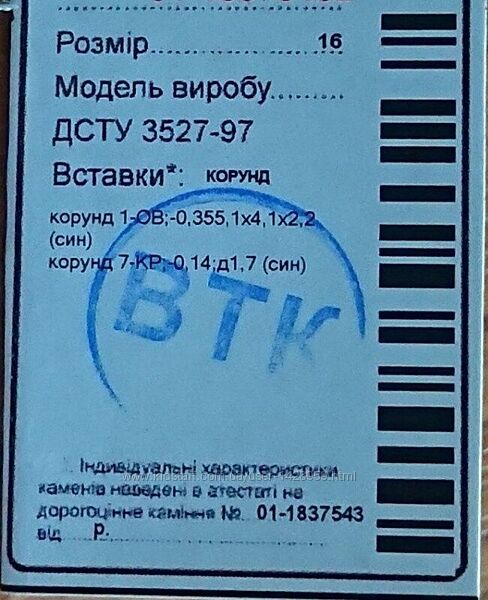 Розмір.................... 16
Модель виробу............
ДСТУ 3527-97
Вставки*: КОРУНД
корунд 1-ОВ;-0,355,1х4,1х2,2
(син)
корунд 7-КР;-0,14;д1,7 (син)
ВТК
Індивідуальні характеристики
каменів наведені в атестаті на
дорогоцінне каміння №.. 01-1837543
від ..... р.